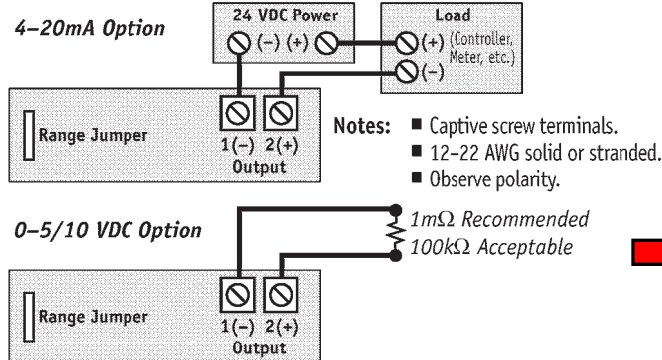 4–20mA Option
24 VDC Power
(–) (+)
Load
(+) (Controller,
Meter, etc.)
(–)
Range Jumper
1(–) 2(+)
Output
Notes: ■ Captive screw terminals.
■ 12–22 AWG solid or stranded.
■ Observe polarity.
0–5/10 VDC Option
1mΩ Recommended
100kΩ Acceptable
Range Jumper
1(–) 2(+)
Output